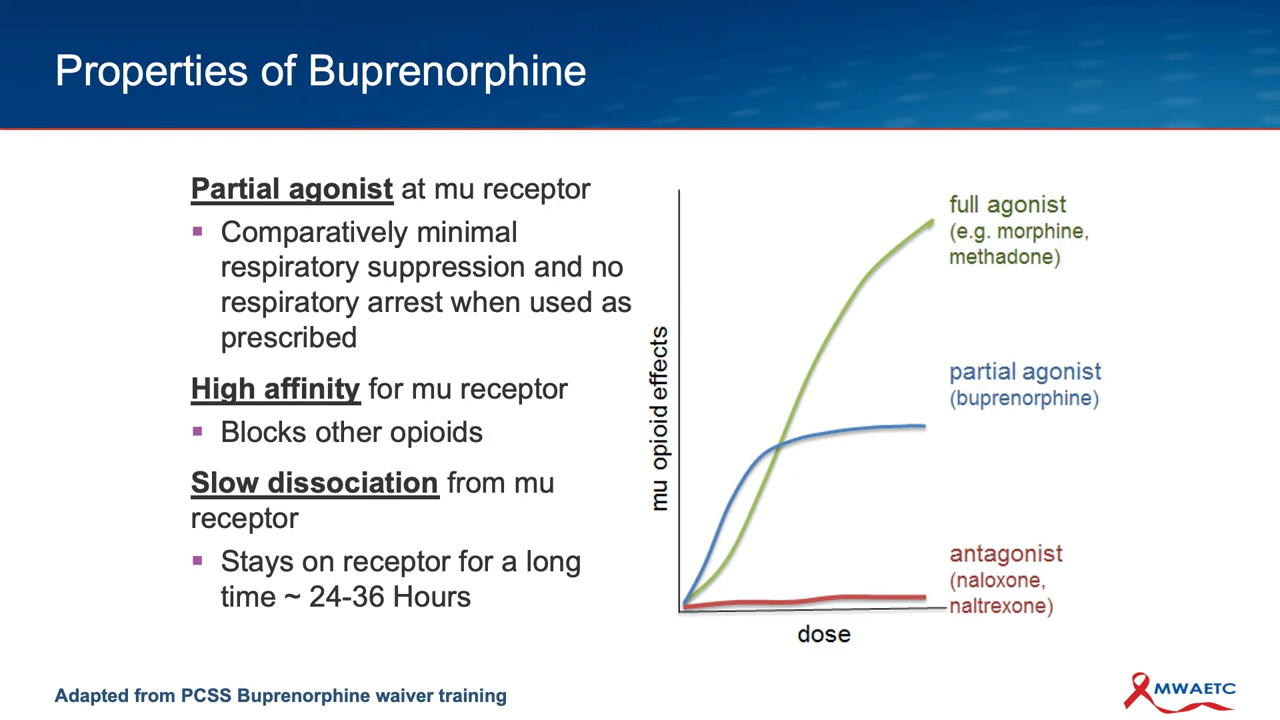 Properties of Buprenorphine
Partial agonist at mu receptor
▪ Comparatively minimal
respiratory suppression and no
respiratory arrest when used as
prescribed
High affinity for mu receptor
▪ Blocks other opioids
Slow dissociation from mu
receptor
▪ Stays on receptor for a long
time ~ 24-36 Hours
mu opioid effects
full agonist
(e.g. morphine,
methadone)
partial agonist
(buprenorphine)
antagonist
(naloxone,
naltrexone)
dose
Adapted from PCSS Buprenorphine waiver training
MWAETC